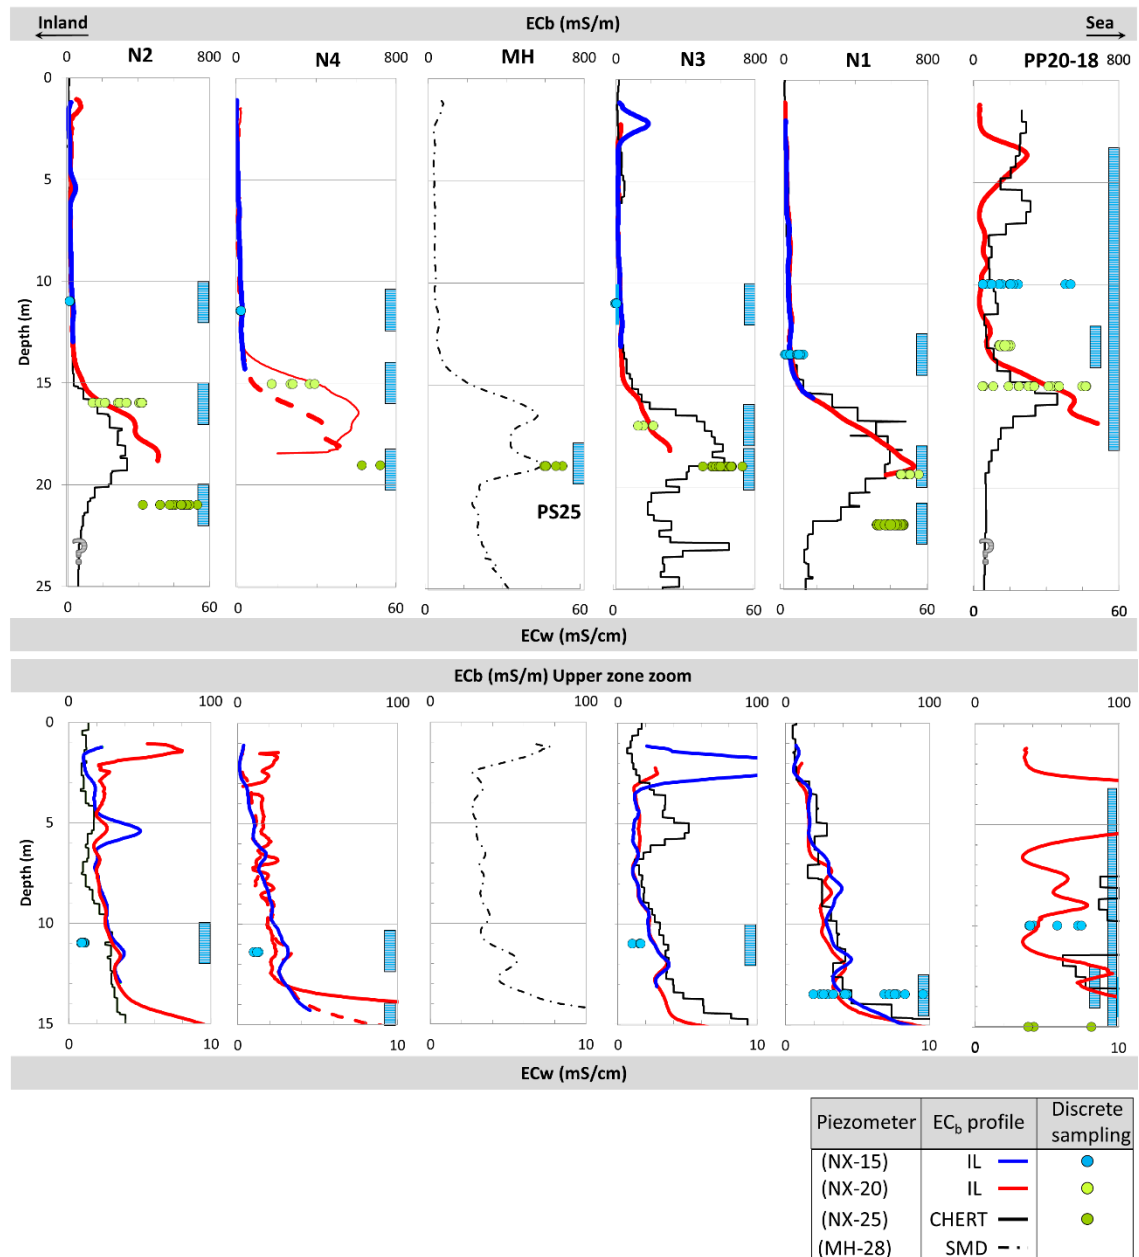 Inland ECb (mS/m) Sea
0 N2 800 0 N4 800 0 MH 800 0 N3 800 0 N1 800 0 PP20-18 800
0
5
10
Depth (m)
15
20
PS25
?
?
25
0 60 0 60 0 60 0 60
ECw (mS/cm)
ECb (mS/m) Upper zone zoom
0 100 0 100 0 100 0 100 0 100 0 100
0
5
Depth (m)
10
15
0 10 0 10 0 10 0 10 0 10 0 10
ECw (mS/cm)
Piezometer ECb profile Discrete sampling
(NX-15) IL
(NX-20) IL
(NX-25) CHERT
(MH-28) SMD